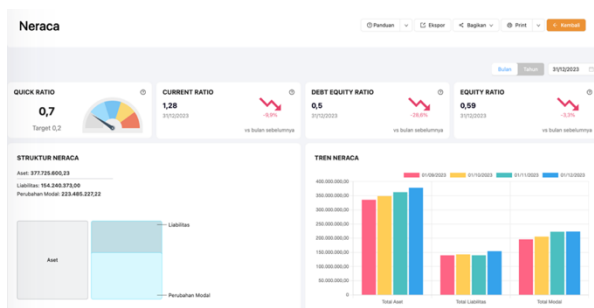 Neraca
Panduan
Ekspor
Bagikan
Print
Kembali
Bulan
Tahun
31/12/2023
QUICK RATIO
0,7
Target 0,2
CURRENT RATIO
1,28
31/12/2023
-5,9%
vs bulan sebelumnya
DEBT EQUITY RATIO
0,5
31/12/2023
-28,6%
vs bulan sebelumnya
EQUITY RATIO
0,59
31/12/2023
-3,3%
vs bulan sebelumnya
STRUKTUR NERACA
Aset: 377.725.600,23
Liabilitas: 154.240.373,00
Perubahan Modal: 223.485.227,22
Aset
Liabilitas
Perubahan Modal
TREN NERACA
01/09/2023 01/10/2023 01/11/2023 01/12/2023
400.000.000,00
350.000.000,00
300.000.000,00
250.000.000,00
200.000.000,00
150.000.000,00
100.000.000,00
50.000.000,00
0
Total Aset
Total Liabilitas
Total Modal